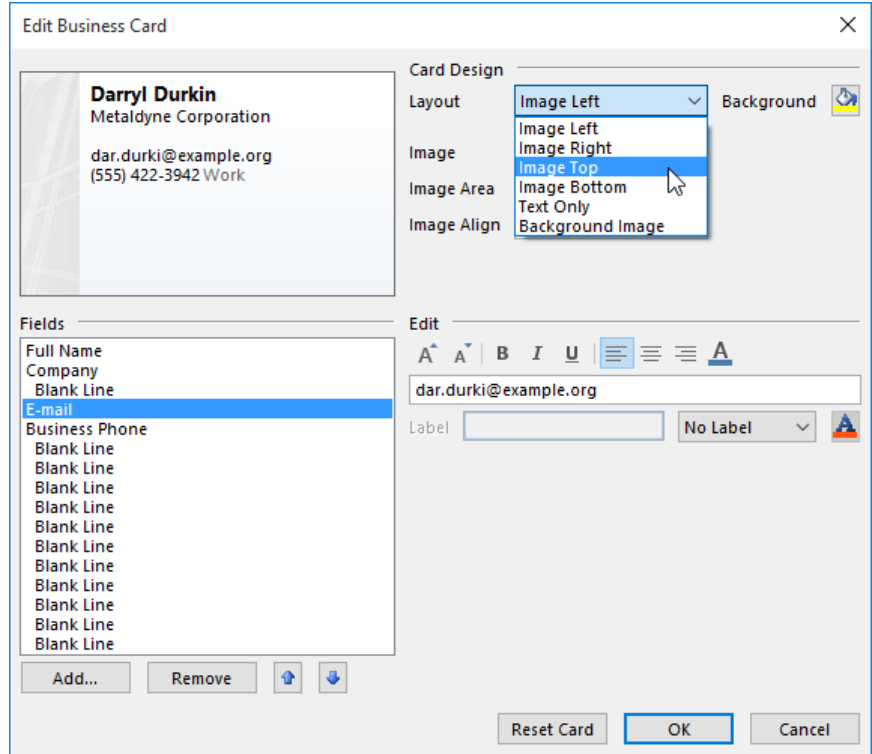 Edit Business Card
Darryl Durkin
Metaldyne Corporation
dar.durki@example.org
(555) 422-3942 Work
Card Design
Layout
Image Left
Background
Image Left
Image Right
Image Top
Image Bottom
Text Only
Background Image
Image
Image Area
Image Align
Fields
Full Name
Company
Blank Line
E-mail
Business Phone
Blank Line
Blank Line
Blank Line
Blank Line
Blank Line
Blank Line
Blank Line
Blank Line
Blank Line
Blank Line
Blank Line
Add...
Remove
Edit
A A B I U A
dar.durki@example.org
Label
No Label
A
Reset Card
OK
Cancel